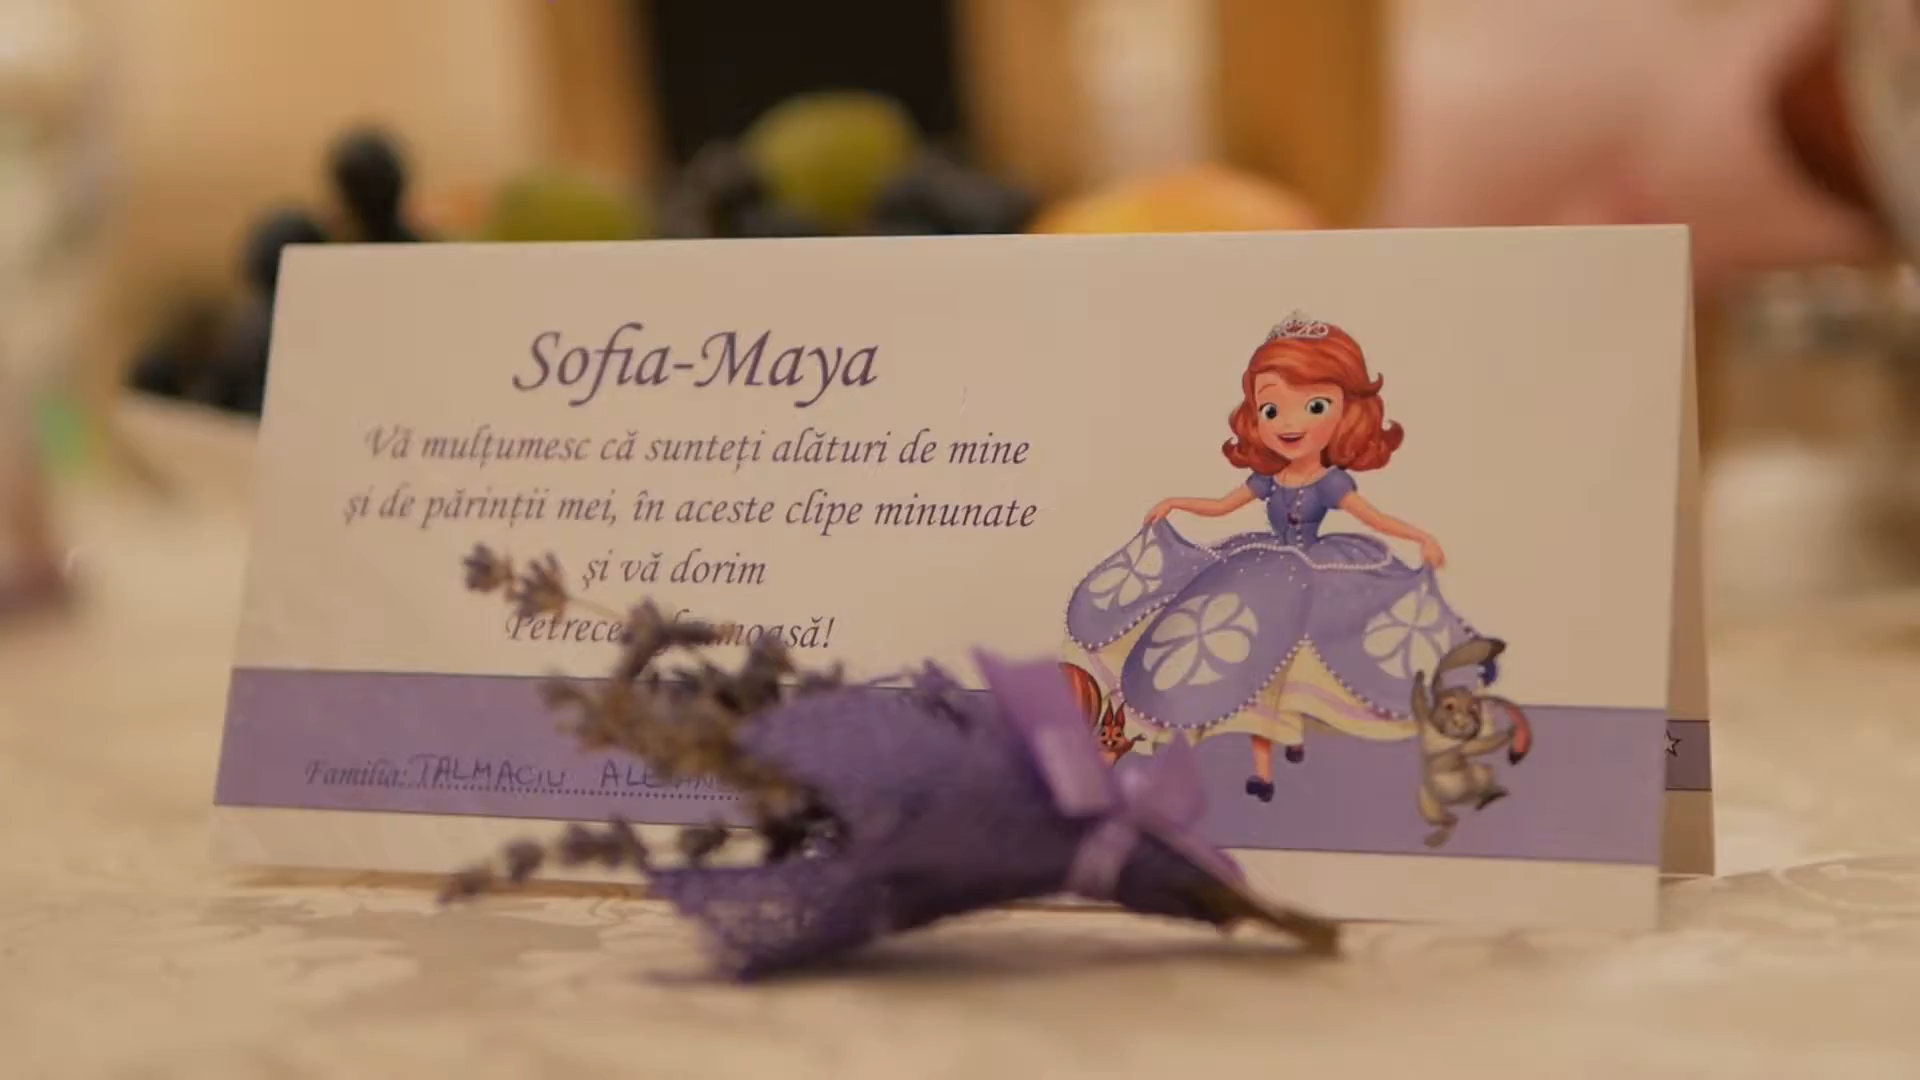 Sofia-Maya
Vă mulțumesc că sunteți alături de mine
și de părinții mei, în aceste clipe minunate
și vă dorim
Familia: TALMACIU